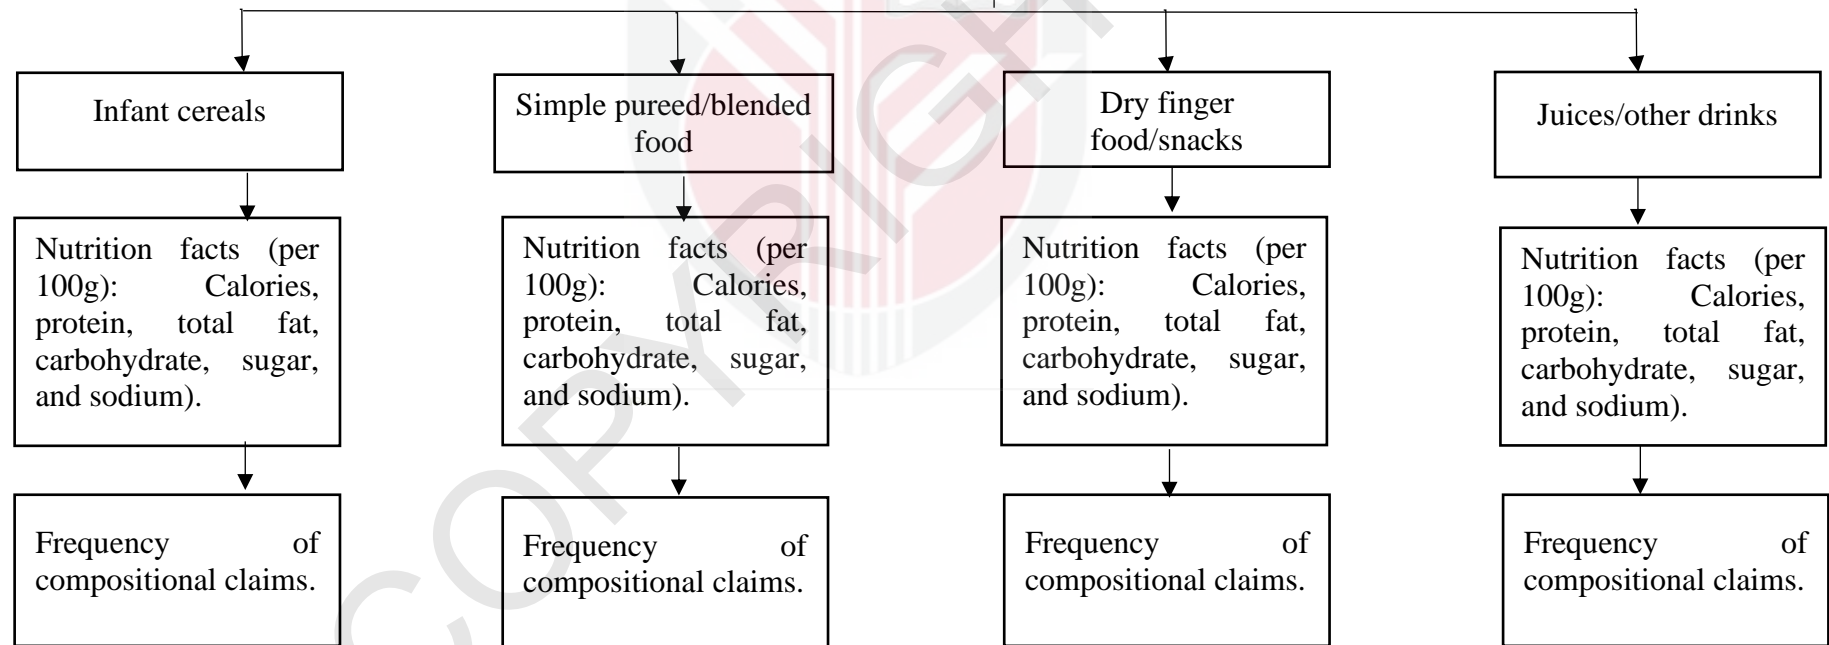 Infant cereals
Simple pureed/blended
food
Dry finger
food/snacks
Juices/other drinks
Nutrition facts (per
100g): Calories,
protein, total fat,
carbohydrate, sugar,
and sodium).
Nutrition facts (per
100g): Calories,
protein, total fat,
carbohydrate, sugar,
and sodium).
Nutrition facts (per
100g): Calories,
protein, total fat,
carbohydrate, sugar,
and sodium).
Nutrition facts (per
100g): Calories,
protein, total fat,
carbohydrate, sugar,
and sodium).
Frequency of
compositional claims.
Frequency of
compositional claims.
Frequency of
compositional claims.
Frequency of
compositional claims.
COPYRIGH